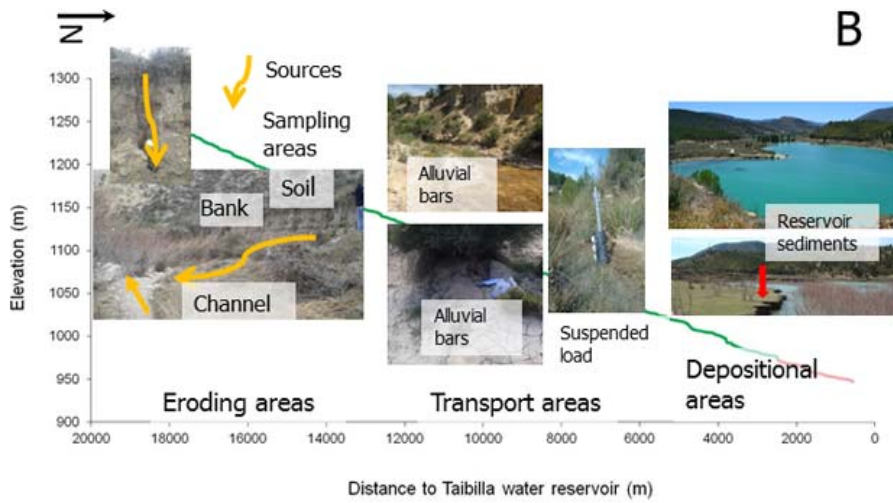 N
B
Sources
Sampling
areas
Soil
Bank
Channel
Alluvial
bars
Alluvial
bars
Suspended
load
Reservoir
sediments
Eroding areas
Transport areas
Depositional
areas
Elevation (m)
1300
1250
1200
1150
1100
1050
1000
950
900
20000
18000
16000
14000
12000
10000
8000
6000
4000
2000
0
Distance to Taibilla water reservoir (m)